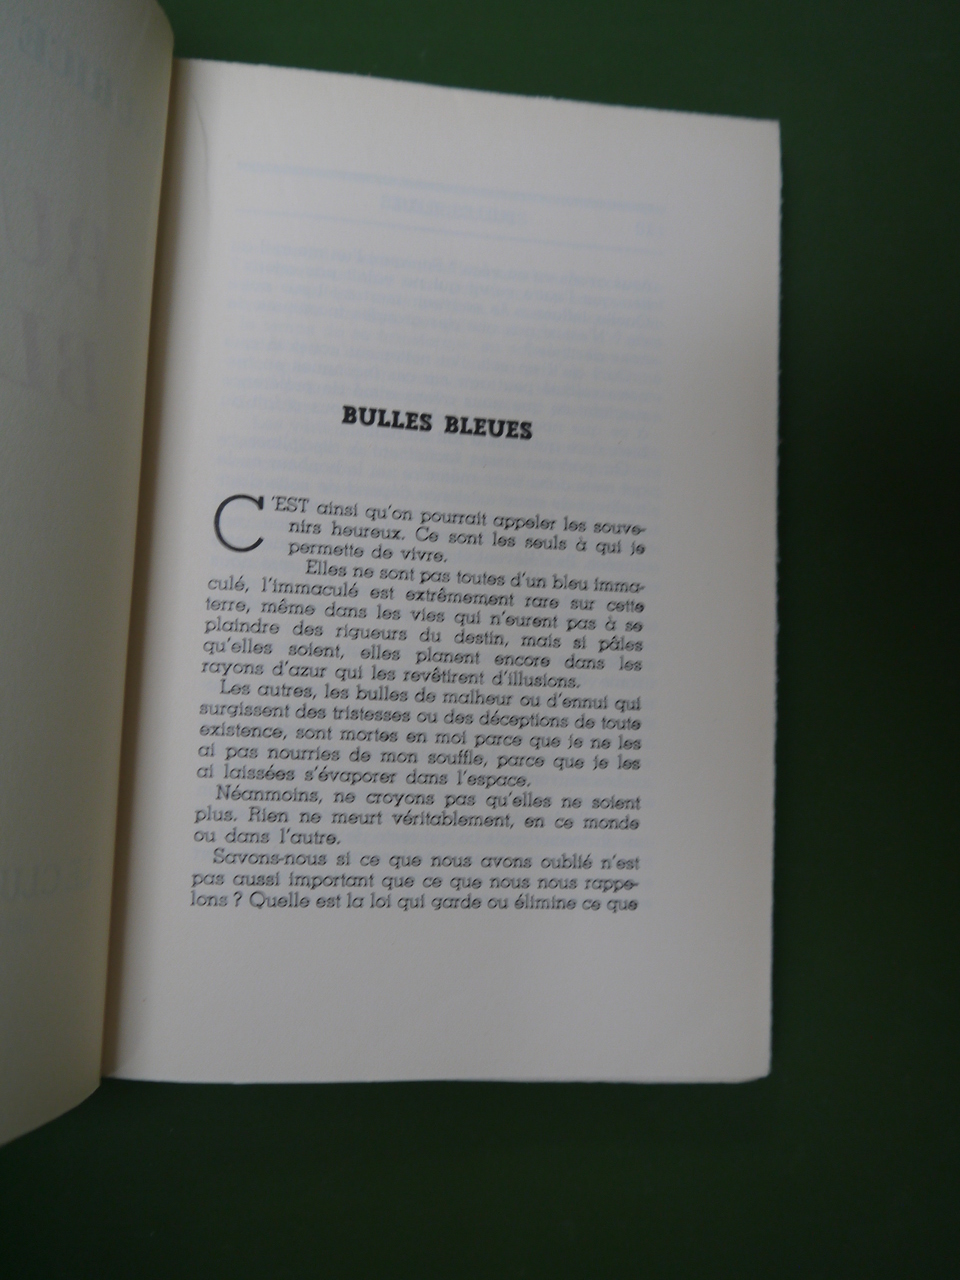 BULLES BLEUES
C'EST ainsi qu'on pourrait appeler les souve-
nirs heureux. Ce sont les seuls à qui je
permette de vivre.
Elles ne sont pas toutes d'un bleu imma-
culé, l'immaculé est extrêmement rare sur cette
terre, même dans les vies qui n'eurent pas à se
plaindre des rigueurs du destin, mais si pâles
qu'elles soient, elles planent encore dans les
rayons d'azur qui les revêtirent d'illusions.
Les autres, les bulles de malheur ou d'ennui qui
surgissent des tristesses ou des déceptions de toute
existence, sont mortes en moi parce que je ne les
ai pas nourries de mon souffle, parce que je les
ai laissées s'évaporer dans l'espace.
Néanmoins, ne croyons pas qu'elles ne soient
plus. Rien ne meurt véritablement, en ce monde
ou dans l'autre.
Savons-nous si ce que nous avons oublié n'est
pas aussi important que ce que nous nous rappe-
lons ? Quelle est la loi qui garde ou élimine ce que